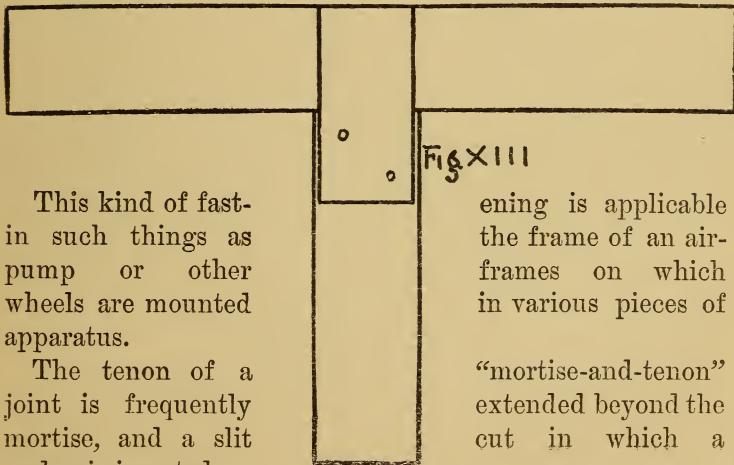 Fig XIII
This kind of fast- ening is applicable
in such things as the frame of an air-
pump or other frames on which
wheels are mounted in various pieces of
apparatus.
The tenon of a "mortise-and-tenon"
joint is frequently extended beyond the
mortise, and a slit cut in which a